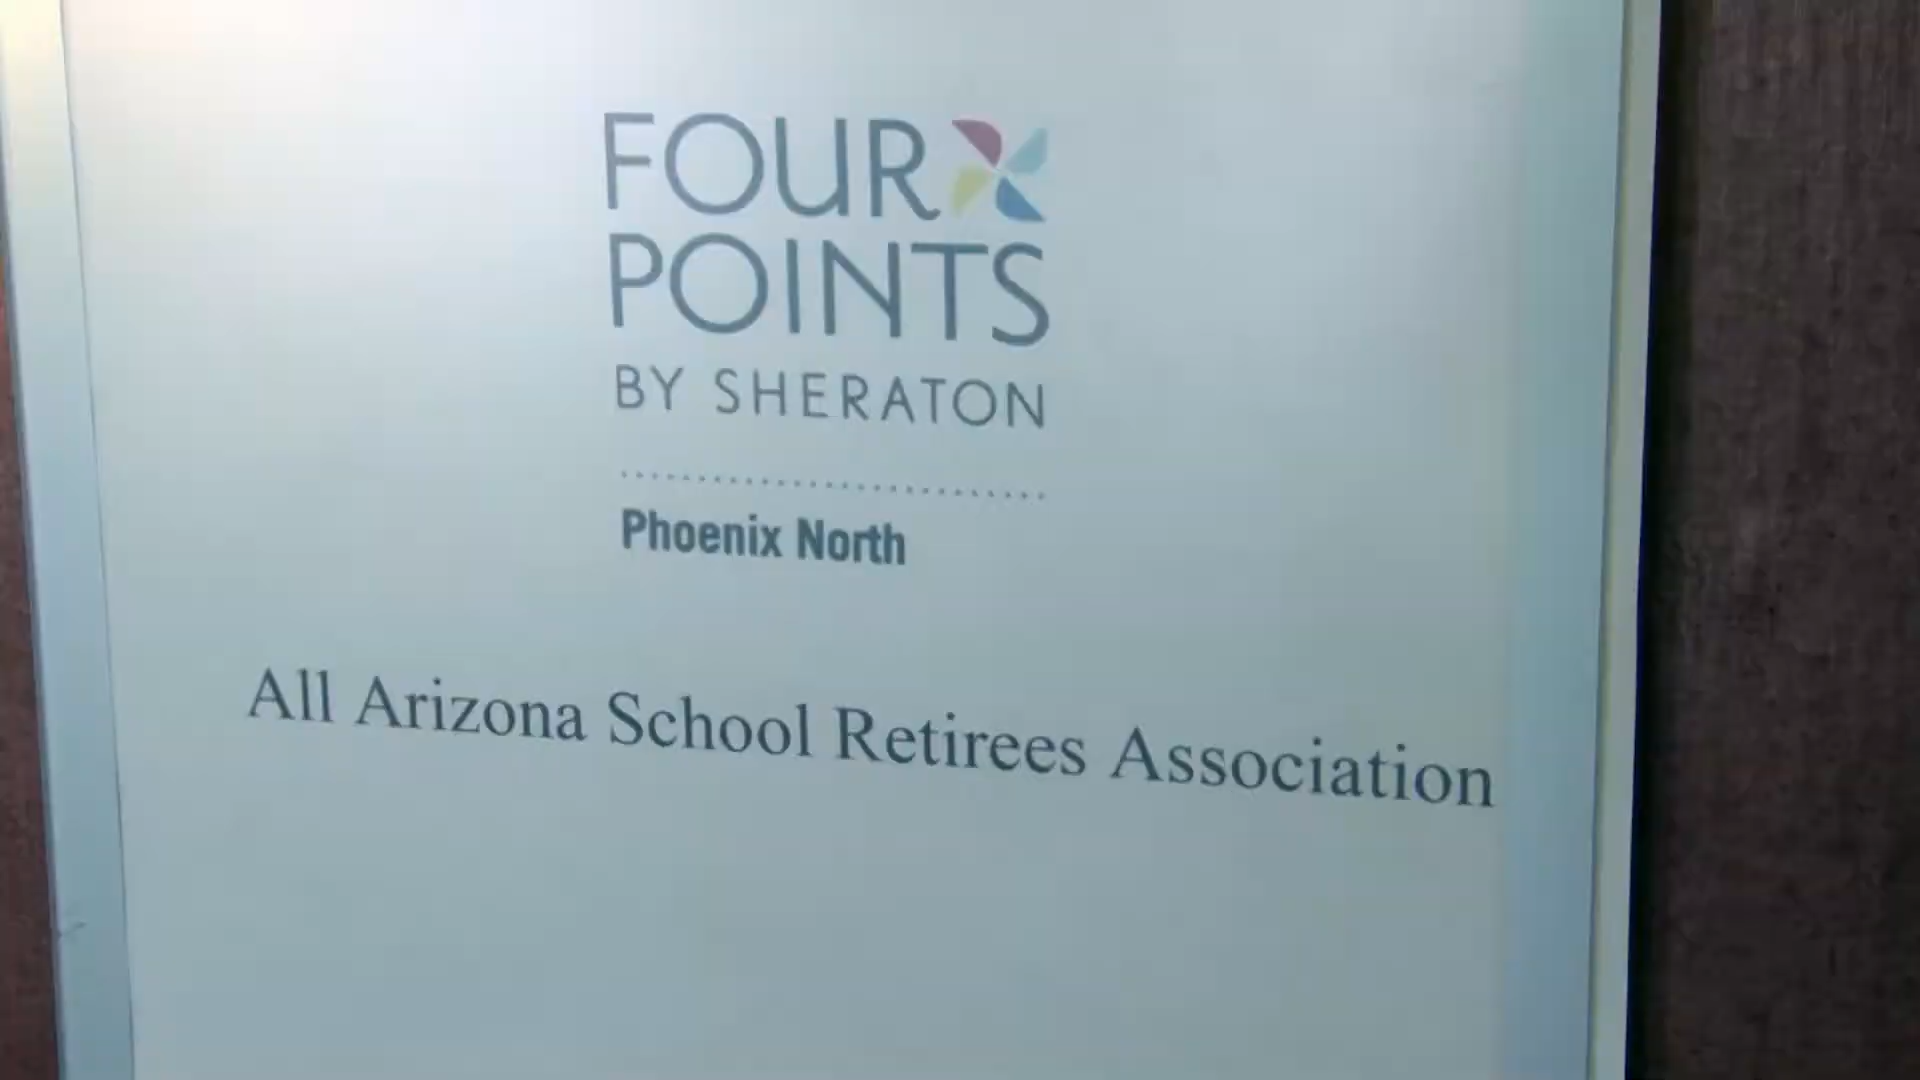 FOUR
POINTS
BY SHERATON
Phoenix North
All Arizona School Retirees Association